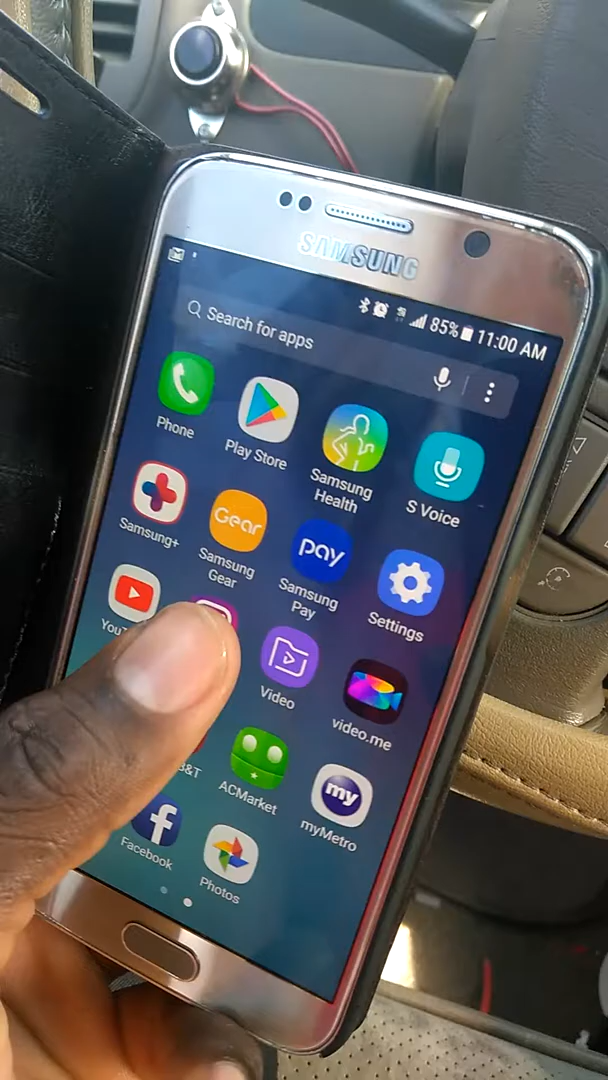 SAMSUNG
85% 11:00 AM
Search for apps
Phone
Play Store
Samsung Health
S Voice
Samsung+
Gear
Samsung Gear
pay
Samsung Pay
Settings
Video
video.me
ACMarket
my
myMetro
Facebook
Photos